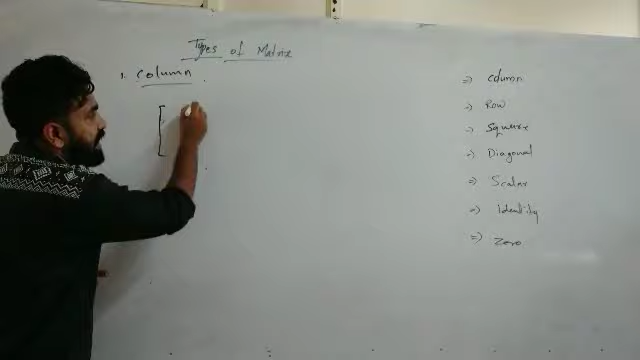 Types of Matrix
1. Column
[
=) Column
=) Row
=) Square
=) Diagonal
=) Scalar
=) identity
=) Zero